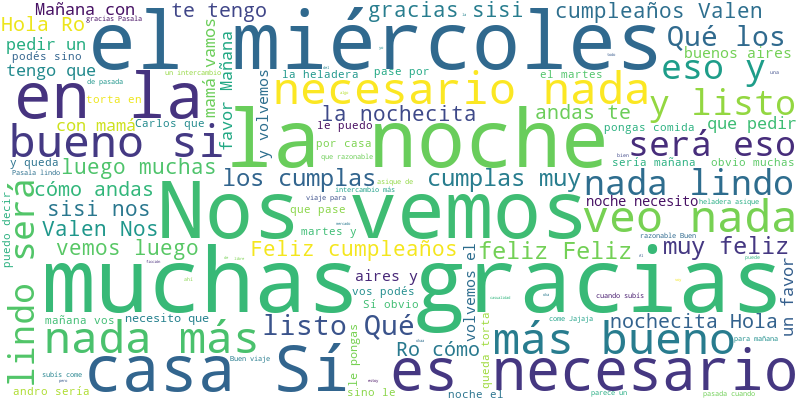 Mañana con
gracias Pasala
te tengo
gracias sisi
cumpleaños Valen
Hola Ro
el miércoles
Qué los
pedir un
podés sino
tengo que
mamá vamos
favor Mañana
buenos aires
eso y
un intercambio
de pasada
la heladera
pase por
el martes
en la
necesario nada
torta en
y volvemos
y listo
con mamá
Carlos que
la nochecita
andas te
pongas comida
que pedir
bueno si
la noche
le puedo
por casa
que razonable
será eso
y queda
Pasala lindo
luego muchas
sería mañana
obvio muchas
cómo andas
los cumplas
cumplas muy
nada lindo
intercambio más
asique de
viaje para
bien
una
sisi nos
Nos vemos
noche necesito
heladera asique
que pase
veo nada
Valen Nos
martes y
razonable Buen
lindo será
puedo decir
vemos luego
Feliz cumpleaños
feliz Feliz
muy feliz
muchas gracias
aires y
vos podés
Sí obvio
volvemos el
cuando subís
un favor
mañana vos
necesito que
nada más
listo Qué
le pongas
come Jajaja
nochecita Hola
Ro cómo
más bueno
para mañana
Buen viaje
casa Sí
es necesario
queda torta
subís come
pero
andro sería
sino le
noche el
parece un
pasada cuando